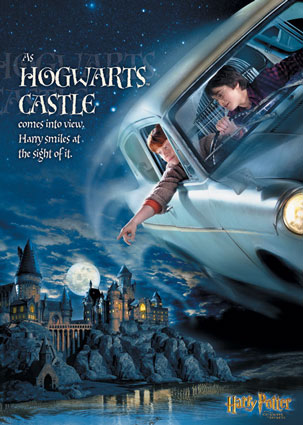 As
HOGWARTS
CASTLE
comes into view,
Harry smiles at
the sight of it.
Harry Potter